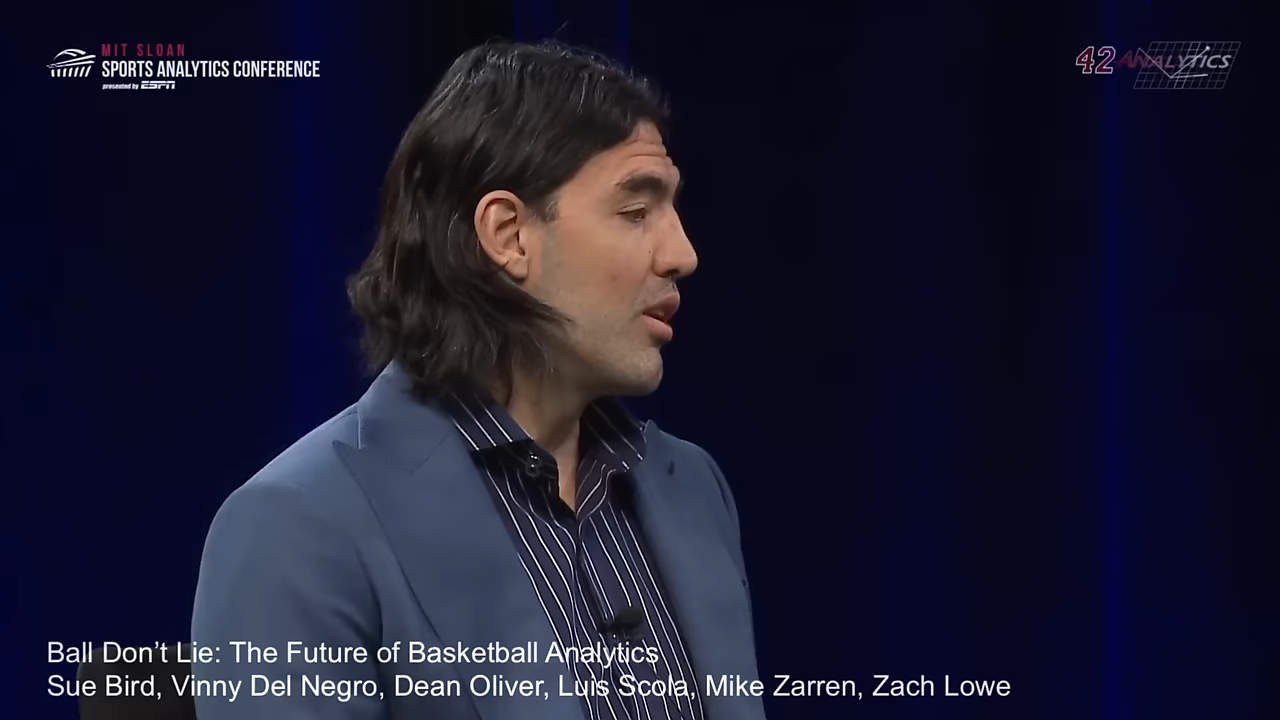 MIT SLOAN
SPORTS ANALYTICS CONFERENCE
presented by ESPN
42 ANALYTICS
Ball Don’t Lie: The Future of Basketball Analytics
Sue Bird, Vinny Del Negro, Dean Oliver, Luis Scola, Mike Zarren, Zach Lowe